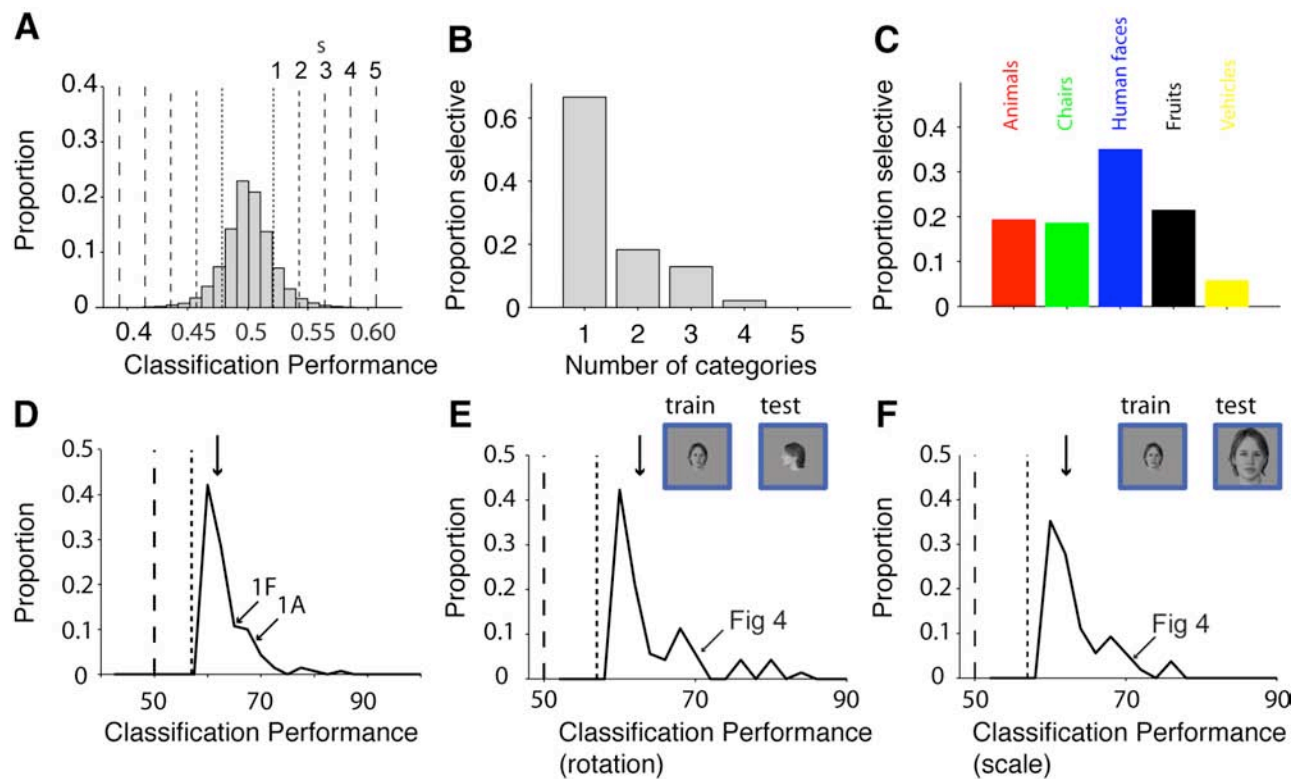 A
s
1 2 3 4 5
0.4
0.3
0.2
0.1
0
Proportion
0.4 0.45 0.5 0.55 0.60
Classification Performance
B
0.6
0.4
0.2
0
Proportion selective
1 2 3 4 5
Number of categories
C
Animals
Chairs
Human faces
Fruits
Vehicles
0.4
0.3
0.2
0.1
0
Proportion selective
D
0.5
0.4
0.3
0.2
0.1
0
Proportion
1F
1A
50 70 90
Classification Performance
E
train test
0.5
0.4
0.3
0.2
0.1
0
Proportion
Fig 4
50 70 90
Classification Performance
(rotation)
F
train test
0.5
0.4
0.3
0.2
0.1
0
Proportion
Fig 4
50 70 90
Classification Performance
(scale)